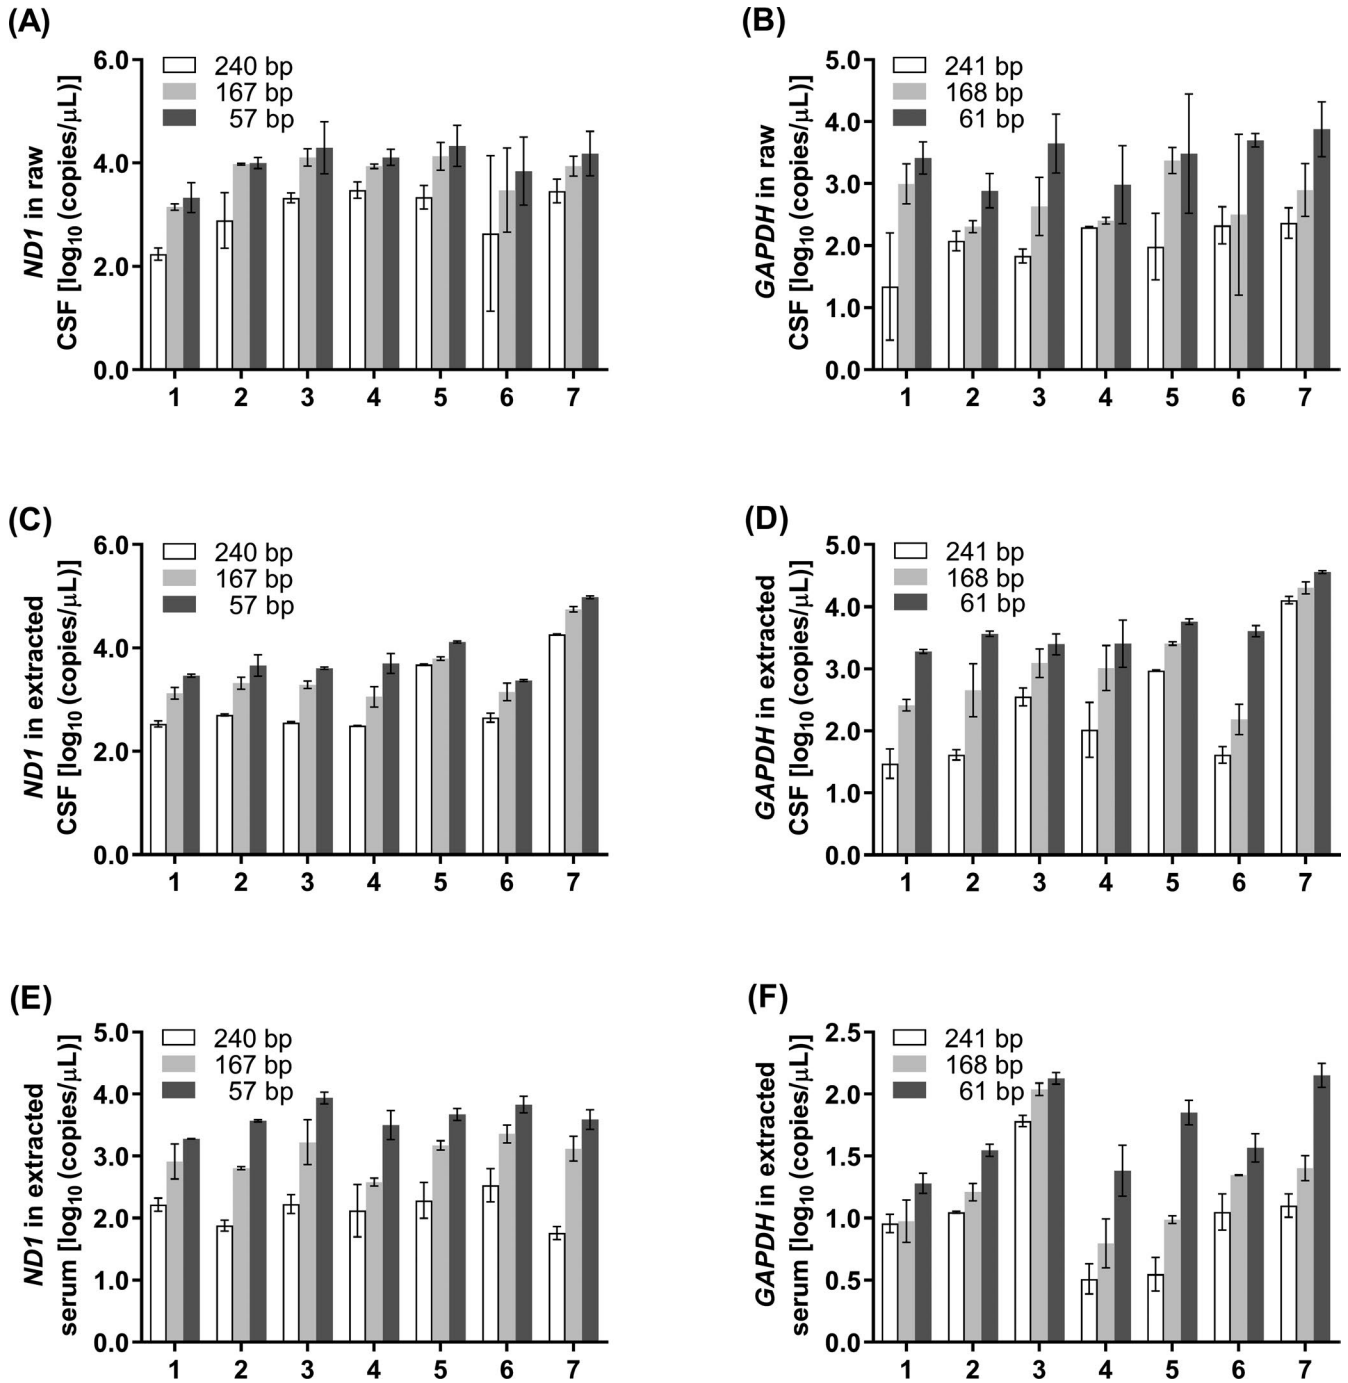 (A)
ND1 in raw
CSF [log10 (copies/μL)]
6.0
4.0
2.0
0.0
240 bp
167 bp
57 bp
1 2 3 4 5 6 7
(B)
GAPDH in raw
CSF [log10 (copies/μL)]
5.0
4.0
3.0
2.0
1.0
0.0
241 bp
168 bp
61 bp
1 2 3 4 5 6 7
(C)
ND1 in extracted
CSF [log10 (copies/μL)]
6.0
4.0
2.0
0.0
240 bp
167 bp
57 bp
1 2 3 4 5 6 7
(D)
GAPDH in extracted
CSF [log10 (copies/μL)]
5.0
4.0
3.0
2.0
1.0
0.0
241 bp
168 bp
61 bp
1 2 3 4 5 6 7
(E)
ND1 in extracted
serum [log10 (copies/μL)]
5.0
4.0
3.0
2.0
1.0
0.0
240 bp
167 bp
57 bp
1 2 3 4 5 6 7
(F)
GAPDH in extracted
serum [log10 (copies/μL)]
2.5
2.0
1.5
1.0
0.5
0.0
241 bp
168 bp
61 bp
1 2 3 4 5 6 7